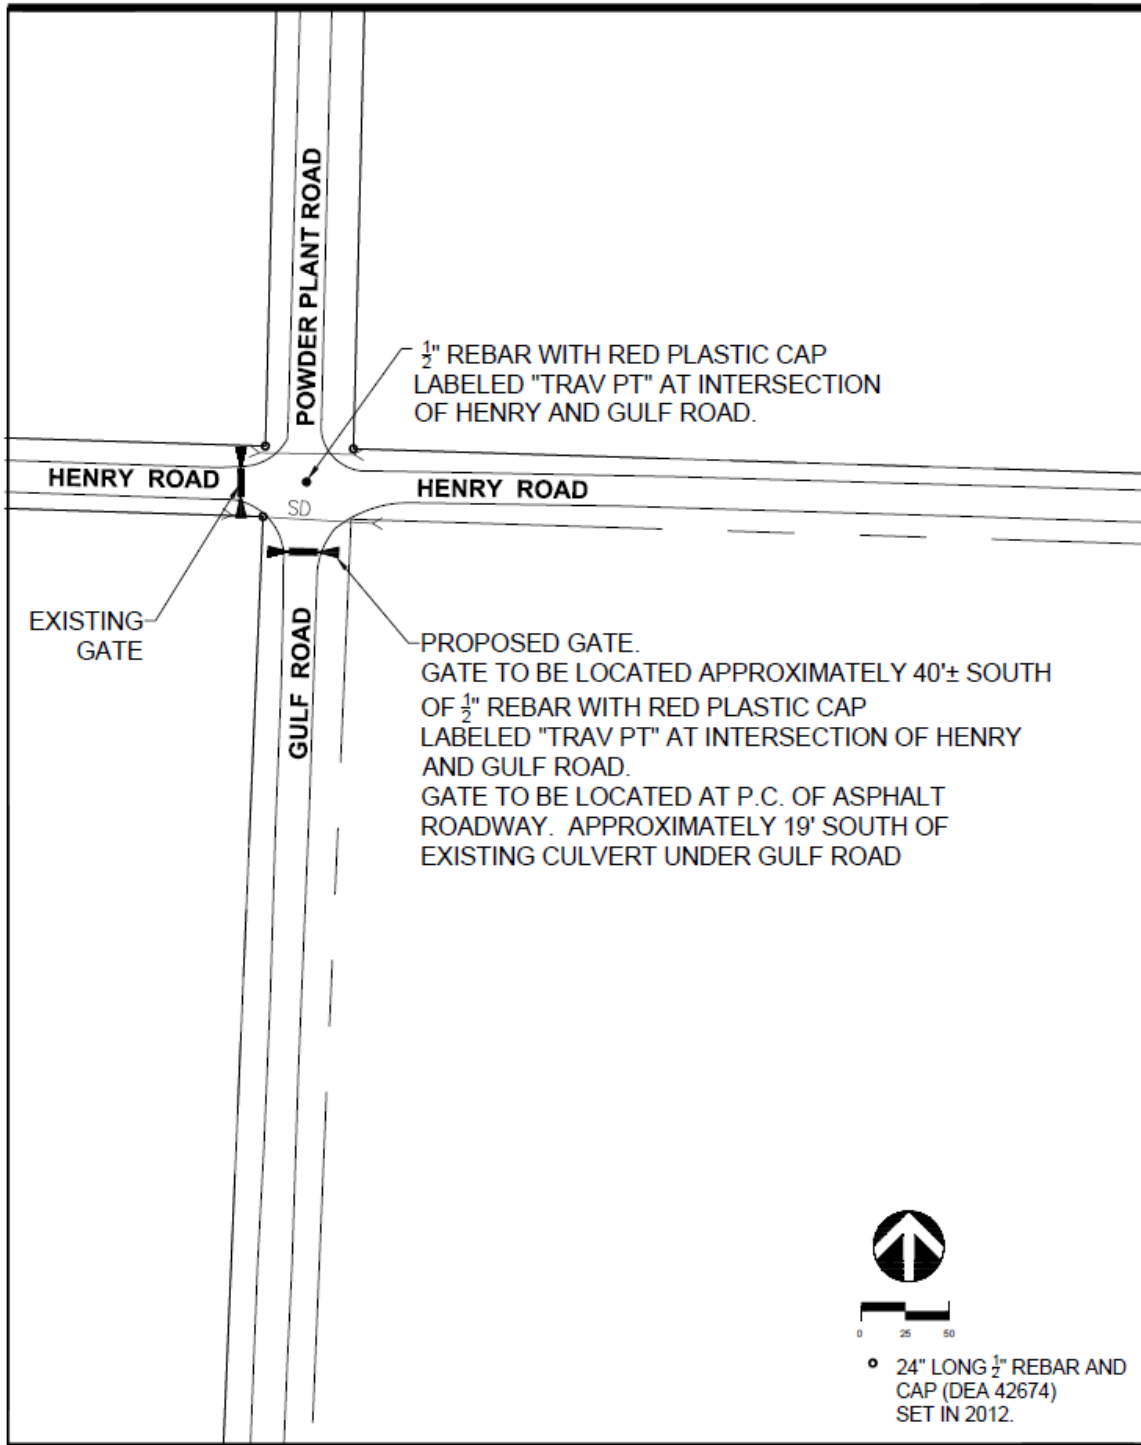 POWDER PLANT ROAD
½" REBAR WITH RED PLASTIC CAP
LABELED "TRAV PT" AT INTERSECTION
OF HENRY AND GULF ROAD.
HENRY ROAD
HENRY ROAD
SD
EXISTING
GATE
GULF ROAD
PROPOSED GATE.
GATE TO BE LOCATED APPROXIMATELY 40'± SOUTH
OF ½" REBAR WITH RED PLASTIC CAP
LABELED "TRAV PT" AT INTERSECTION OF HENRY
AND GULF ROAD.
GATE TO BE LOCATED AT P.C. OF ASPHALT
ROADWAY. APPROXIMATELY 19' SOUTH OF
EXISTING CULVERT UNDER GULF ROAD
0 25 50
24" LONG ½" REBAR AND
CAP (DEA 42674)
SET IN 2012.